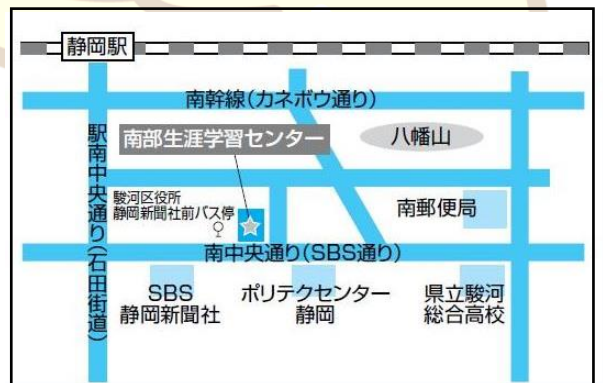 静岡駅
南幹線(カネボウ通り)
駅南中央通り(石田街道)
南部生涯学習センター
八幡山
駿河区役所
静岡新聞社前バス停
南郵便局
南中央通り(SBS通り)
SBS
静岡新聞社
ポリテクセンター
静岡
県立駿河
総合高校